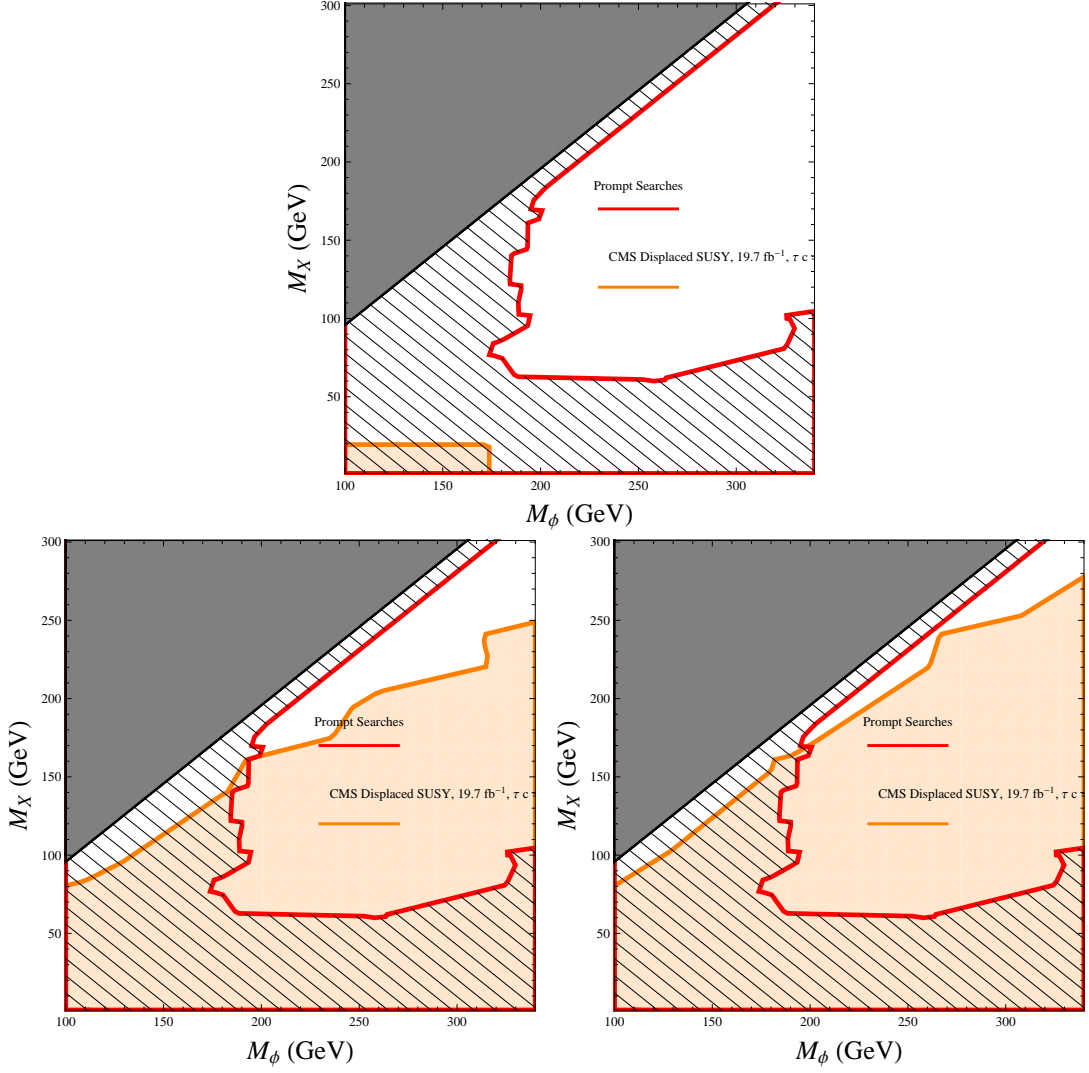 300
250
200
150
100
50
M_X (GeV)
Prompt Searches
CMS Displaced SUSY, 19.7 fb⁻¹, τ c
100 150 200 250 300
M_ϕ (GeV)
300
250
200
150
100
50
M_X (GeV)
Prompt Searches
CMS Displaced SUSY, 19.7 fb⁻¹, τ c
100 150 200 250 300
M_ϕ (GeV)
300
250
200
150
100
50
M_X (GeV)
Prompt Searches
CMS Displaced SUSY, 19.7 fb⁻¹, τ c
100 150 200 250 300
M_ϕ (GeV)